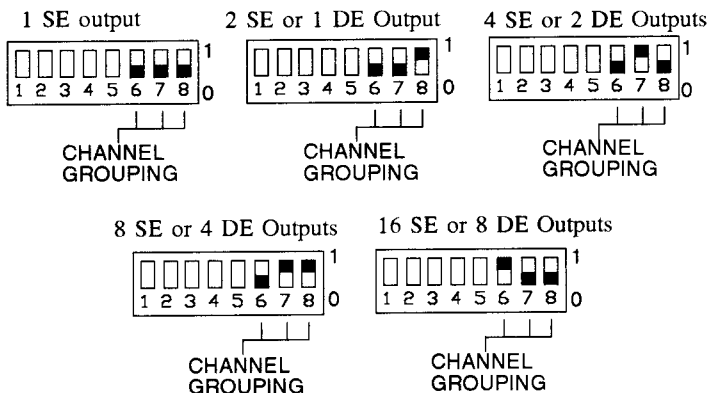 1 SE output
2 SE or 1 DE Output
4 SE or 2 DE Outputs
1
1 2 3 4 5 6 7 8 0
CHANNEL
GROUPING
1
1 2 3 4 5 6 7 8 0
CHANNEL
GROUPING
1
1 2 3 4 5 6 7 8 0
CHANNEL
GROUPING
8 SE or 4 DE Outputs
16 SE or 8 DE Outputs
1
1 2 3 4 5 6 7 8 0
CHANNEL
GROUPING
1
1 2 3 4 5 6 7 8 0
CHANNEL
GROUPING